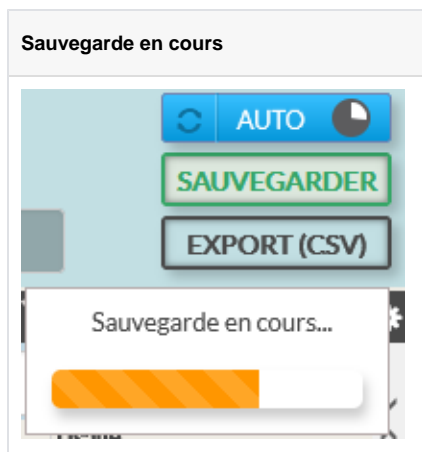 Sauvegarde en cours
AUTO
SAUVEGARDER
EXPORT (CSV)
Sauvegarde en cours...